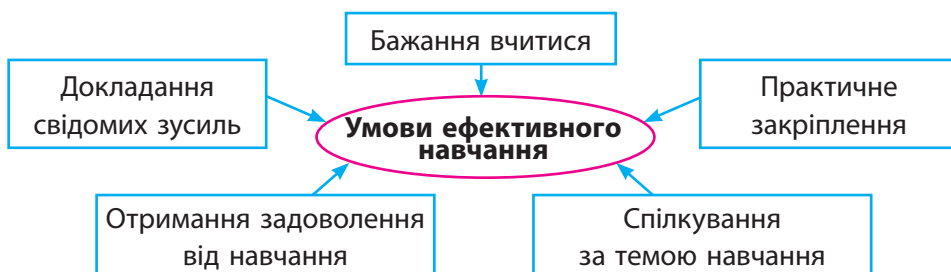 Бажання вчитися
Докладання
свідомих зусиль
Практичне
закріплення
Умови ефективного
навчання
Отримання задоволення
від навчання
Спілкування
за темою навчання